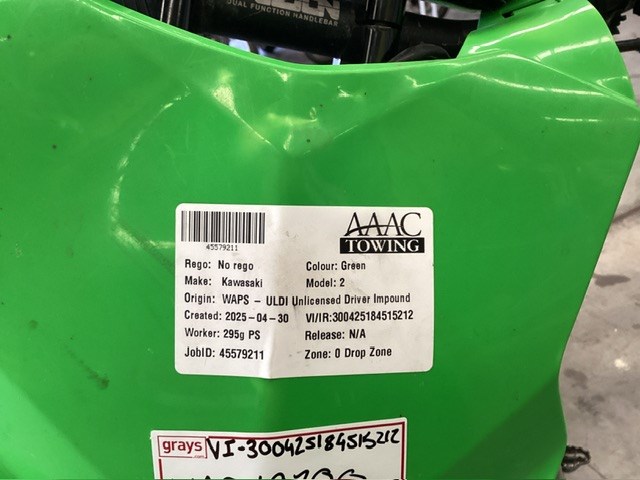 DUAL FUNCTION HANDLEBAR
45579211
AAAC
TOWING
Rego: No rego
Colour: Green
Make: Kawasaki
Model: 2
Origin: WAPS - ULDI Unlicensed Driver Impound
Created: 2025-04-30
VI/IR:300425184515212
Worker: 295g PS
Release: N/A
JobID: 45579211
Zone: 0 Drop Zone
grays
.com
VI-300425184515212